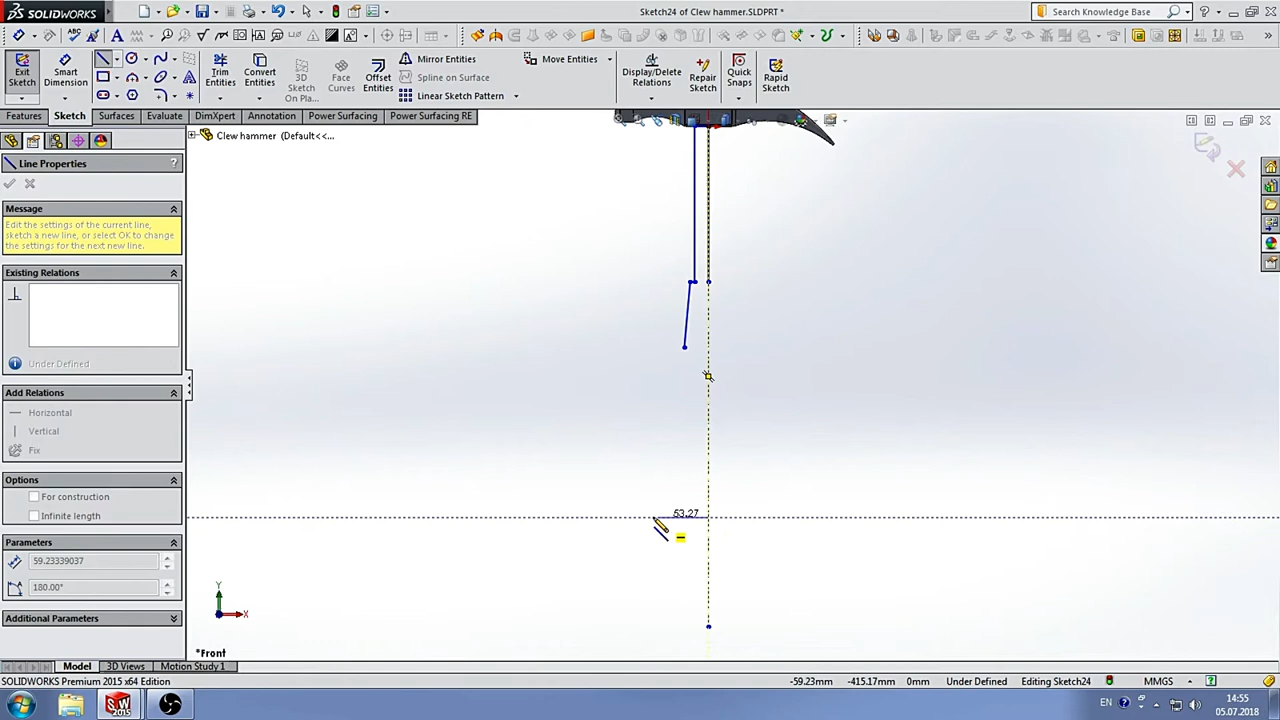 SOLIDWORKS
Sketch24 of Clew hammer.SLDPRT *
Search Knowledge Base
Exit Sketch
Smart Dimension
Trim Entities
Convert Entities
3D Sketch On Pla...
Face Curves
Offset Entities
Mirror Entities
Spline on Surface
Linear Sketch Pattern
Move Entities
Display/Delete Relations
Repair Sketch
Quick Snaps
Rapid Sketch
Features
Sketch
Surfaces
Evaluate
DimXpert
Annotation
Power Surfacing
Power Surfacing RE
Clew hammer (Default<<...
Line Properties
?
Message
Edit the settings of the current line, sketch a new line, or select OK to change the settings for the next new line.
Existing Relations
Under Defined
Add Relations
Horizontal
Vertical
Fix
Options
For construction
Infinite length
Parameters
59.23339037
180.00°
Additional Parameters
53.27
Y
X
*Front
Model
3D Views
Motion Study 1
SOLIDWORKS Premium 2015 x64 Edition
-59.23mm
-415.17mm
0mm
Under Defined
Editing Sketch24
MMGS
EN
14:55
05.07.2018